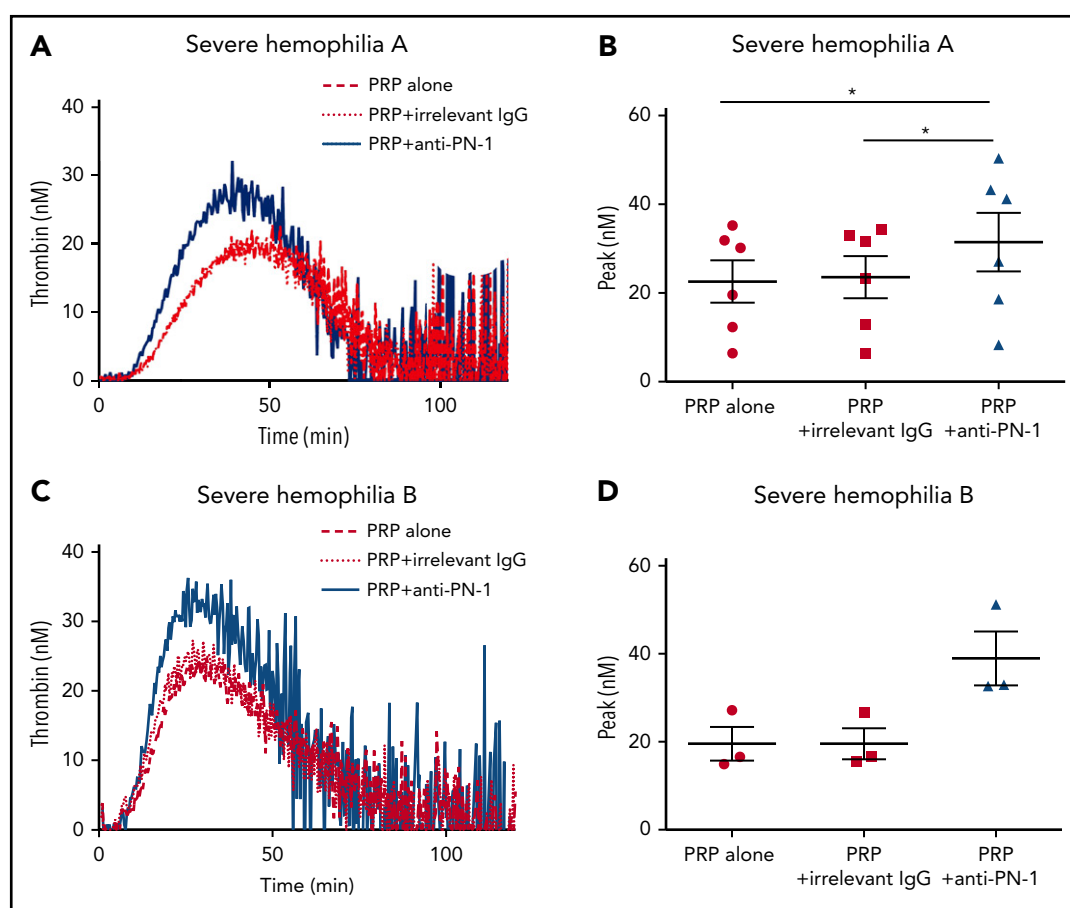 A
Severe hemophilia A
PRP alone
PRP+irrelevant IgG
PRP+anti-PN-1
Thrombin (nM)
40
30
20
10
0
0
50
100
Time (min)
B
Severe hemophilia A
*
*
Peak (nM)
60
40
20
0
PRP alone
PRP
+irrelevant IgG
PRP
+anti-PN-1
C
Severe hemophilia B
PRP alone
PRP+irrelevant IgG
PRP+anti-PN-1
Thrombin (nM)
40
30
20
10
0
0
50
100
Time (min)
D
Severe hemophilia B
Peak (nM)
60
40
20
0
PRP alone
PRP
+irrelevant IgG
PRP
+anti-PN-1